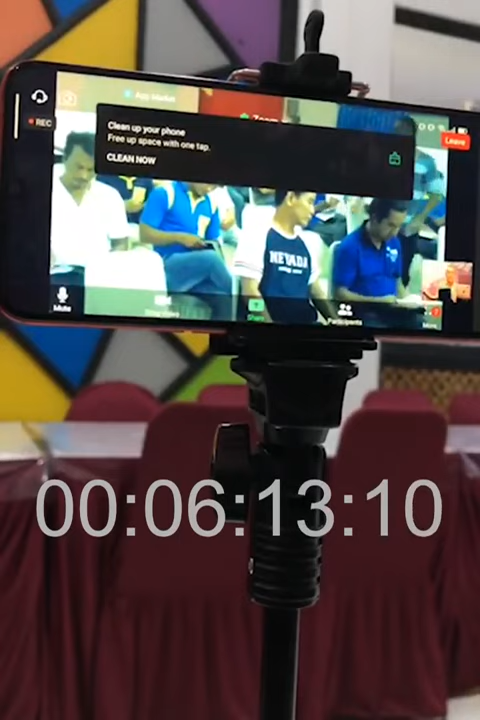 App Market
Zoom
REC
Clean up your phone
Free up space with one tap.
CLEAN NOW
Leave
NEVADA
Mute
Share
Participants
More
00:06:13:10